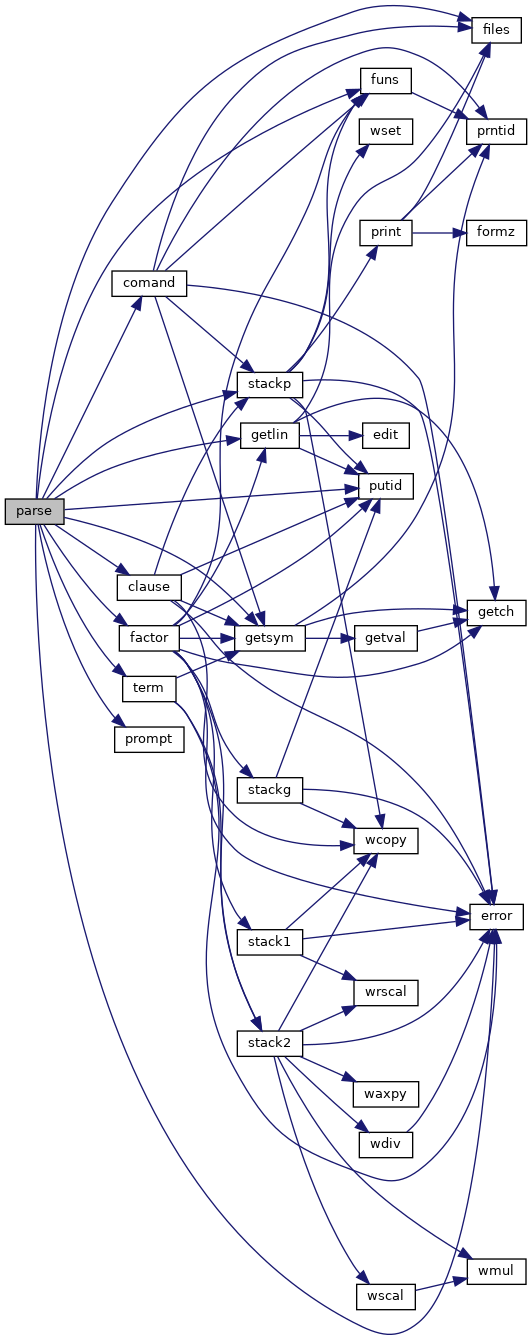 files
funs
wset
prntid
print
formz
comand
stackp
getlin
edit
putid
parse
clause
getch
factor
getsym
getval
term
prompt
stackg
wcopy
error
stack1
wrscal
stack2
waxpy
wdiv
wmul
wscal